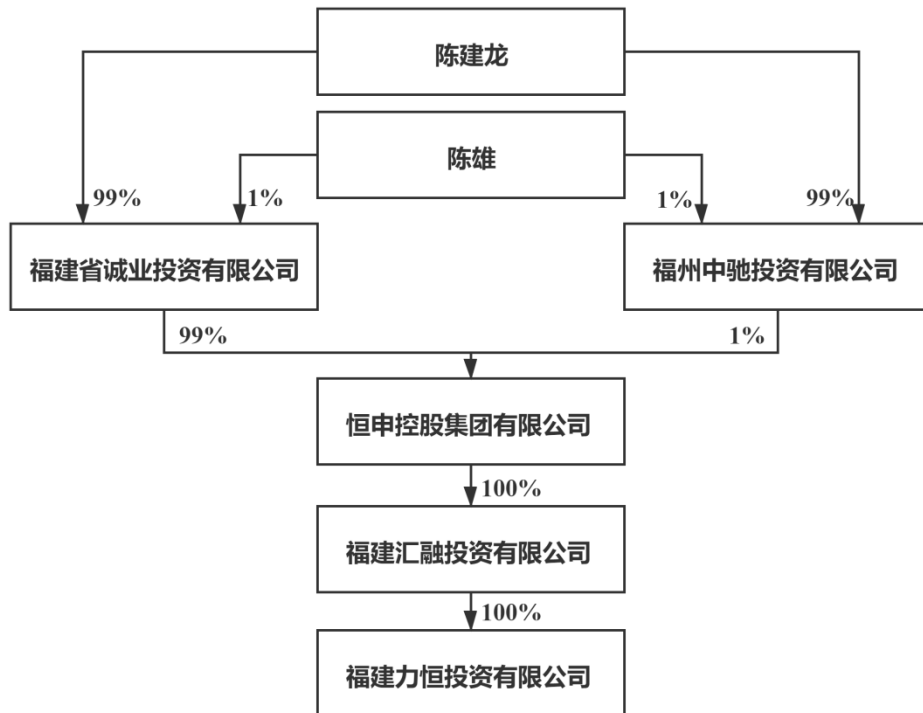 陈建龙
陈雄
99%
1%
1%
99%
福建省诚业投资有限公司
福州中驰投资有限公司
99%
1%
恒申控股集团有限公司
100%
福建汇融投资有限公司
100%
福建力恒投资有限公司